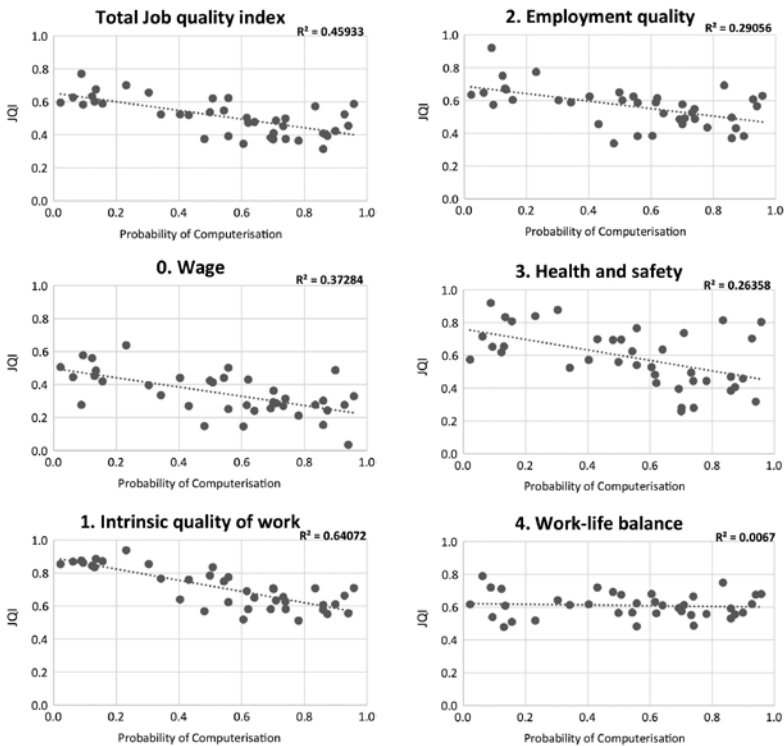 Total Job quality index
R² = 0.45933
JQI
1.0
0.8
0.6
0.4
0.2
0.0
0.0 0.2 0.4 0.6 0.8 1.0
Probability of Computerisation
2. Employment quality
R² = 0.29056
JQI
1.0
0.8
0.6
0.4
0.2
0.0
0.0 0.2 0.4 0.6 0.8 1.0
Probability of Computerisation
0. Wage
R² = 0.37284
JQI
1.0
0.8
0.6
0.4
0.2
0.0
0.0 0.2 0.4 0.6 0.8 1.0
Probability of Computerisation
3. Health and safety
R² = 0.26358
JQI
1.0
0.8
0.6
0.4
0.2
0.0
0.0 0.2 0.4 0.6 0.8 1.0
Probability of Computerisation
1. Intrinsic quality of work
R² = 0.64072
JQI
1.0
0.8
0.6
0.4
0.2
0.0
0.0 0.2 0.4 0.6 0.8 1.0
Probability of Computerisation
4. Work-life balance
R² = 0.0067
JQI
1.0
0.8
0.6
0.4
0.2
0.0
0.0 0.2 0.4 0.6 0.8 1.0
Probability of Computerisation